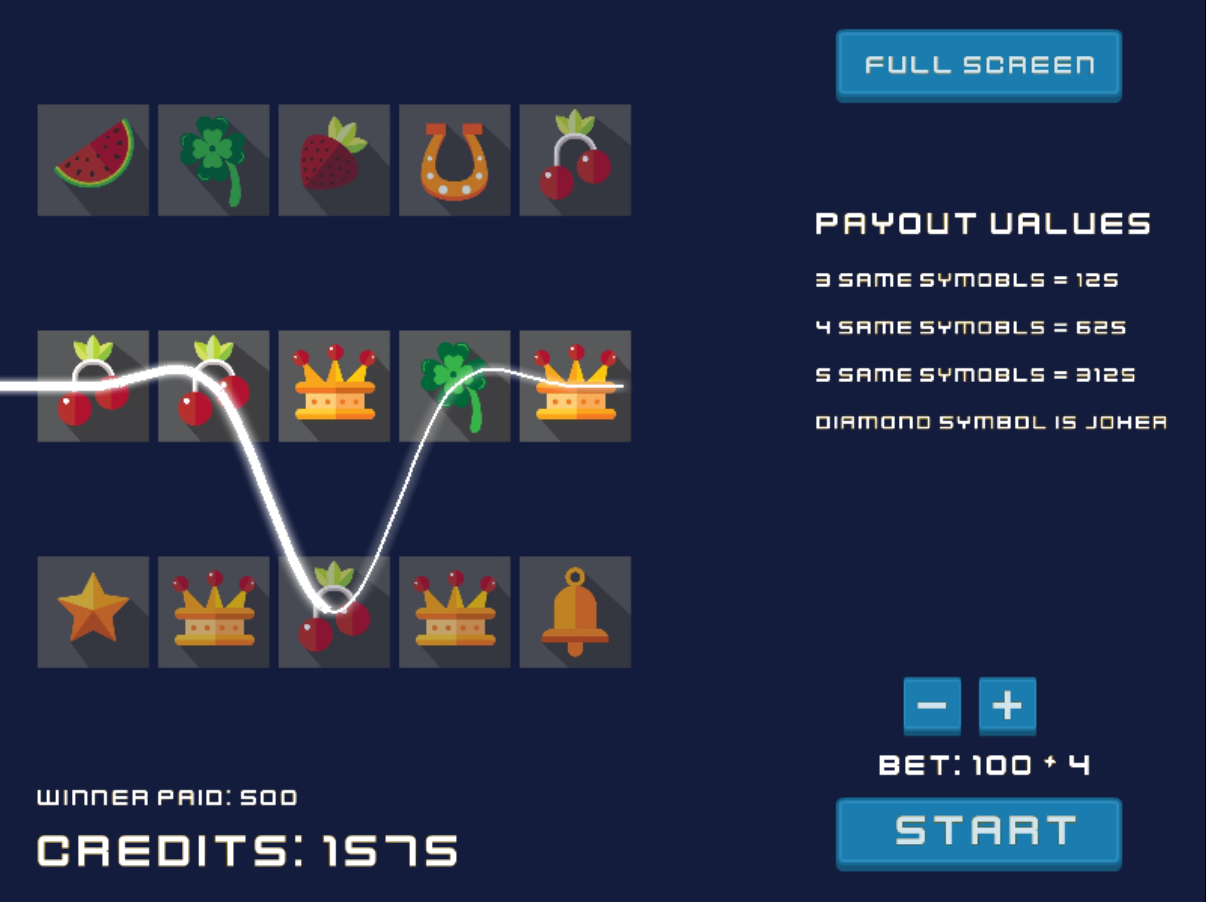 FULL SCREEN
PAYOUT VALUES
3 SAME SYMOBLS = 125
4 SAME SYMOBLS = 625
5 SAME SYMOBLS = 3125
DIAMOND SYMBOL IS JOKER
- +
BET: 100 * 4
WINNER PAID: 500
CREDITS: 1575
START